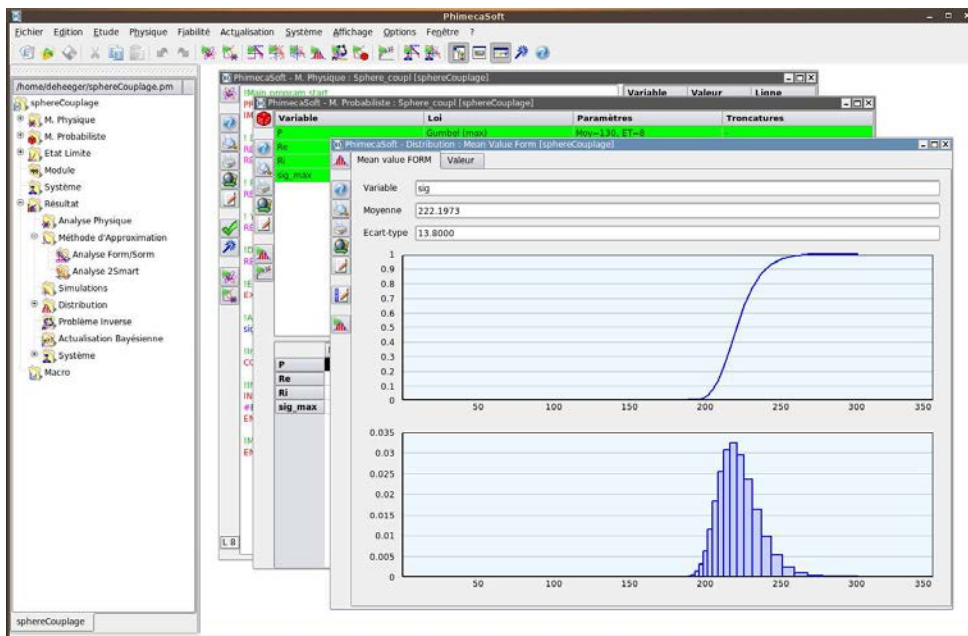 PhimecaSoft
Fichier Edition Etude Physique Fjabilité Actualisation Système Affichage Options Fenêtre ?
/home/deheeger/sphereCouplage.pm
sphereCouplage
M. Physique
M. Probabiliste
Etat Limite
Module
Système
Résultat
Analyse Physique
Méthode d'Approximation
Analyse Form/Sorm
Analyse 2Smart
Simulations
Distribution
Problème Inverse
Actualisation Bayésienne
Système
Macro
sphereCouplage
PhimecaSoft - M. Physique : Sphere_coupl [sphereCouplage]
!Main program start
Variable Valeur Ligne
L 8
PhimecaSoft - M. Probabiliste : Sphere_coupl [sphereCouplage]
Variable Loi Paramètres Troncatures
P Gumbel (max) Moy=130, ET=8 -
Re
Ri
sig_max
P
Re
Ri
sig_max
PhimecaSoft - Distribution : Mean Value Form [sphereCouplage]
Mean value FORM Valeur
Variable sig
Moyenne 222.1973
Ecart-type 13.8000
1
0.9
0.8
0.7
0.6
0.5
0.4
0.3
0.2
0.1
0
50 100 150 200 250 300 350
0.035
0.03
0.025
0.02
0.015
0.01
0.005
0
50 100 150 200 250 300 350